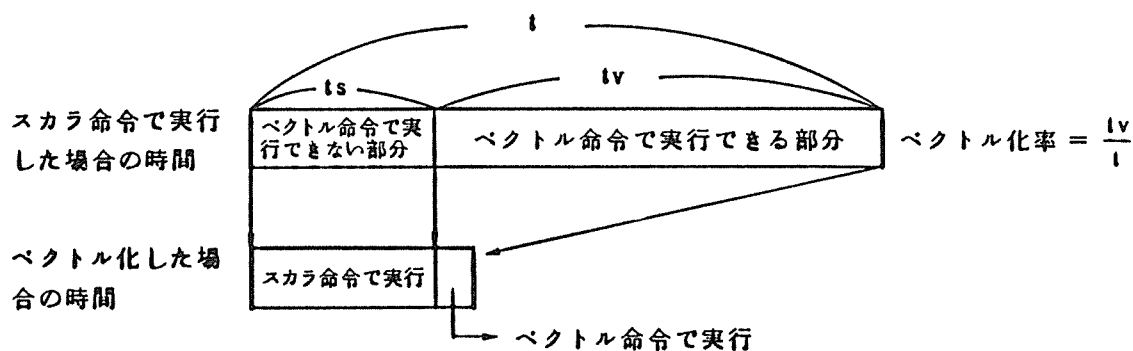 t
ts
tv
スカラ命令で実行
した場合の時間
ベクトル命令で実
行できない部分
ベクトル命令で実行できる部分
ベクトル化率 = tv/t
ベクトル化した場
合の時間
スカラ命令で実行
ベクトル命令で実行